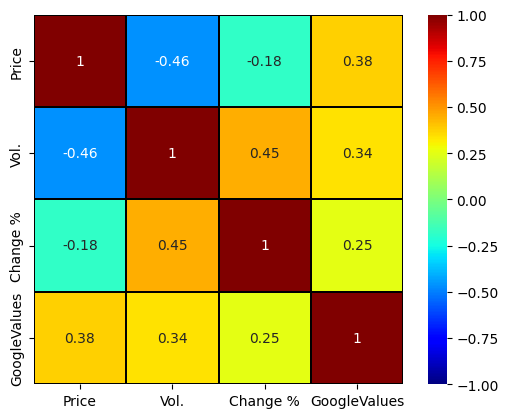 Price 1 -0.46 -0.18 0.38
Vol. -0.46 1 0.45 0.34
Change % -0.18 0.45 1 0.25
GoogleValues 0.38 0.34 0.25 1
Price Vol. Change % GoogleValues
1.00
0.75
0.50
0.25
0.00
−0.25
−0.50
−0.75
−1.00